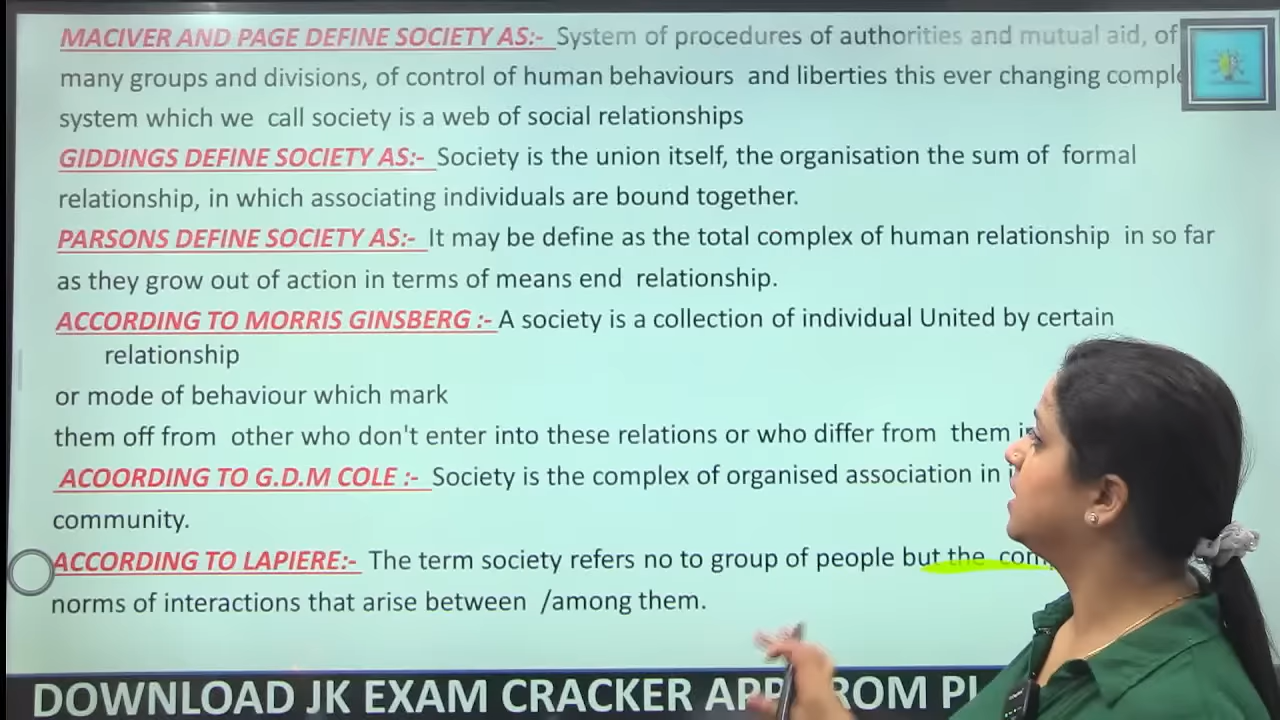 MACIVER AND PAGE DEFINE SOCIETY AS:- System of procedures of authorities and mutual aid, of
many groups and divisions, of control of human behaviours and liberties this ever changing
system which we call society is a web of social relationships
GIDDINGS DEFINE SOCIETY AS:- Society is the union itself, the organisation the sum of formal
relationship, in which associating individuals are bound together.
PARSONS DEFINE SOCIETY AS:- It may be define as the total complex of human relationship in so far
as they grow out of action in terms of means end relationship.
ACCORDING TO MORRIS GINSBERG :- A society is a collection of individual United by certain
relationship
or mode of behaviour which mark
them off from other who don't enter into these relations or who differ from them
ACOORDING TO G.D.M COLE :- Society is the complex of organised association in
community.
ACCORDING TO LAPIERE:- The term society refers no to group of people but the
norms of interactions that arise between /among them.
DOWNLOAD JK EXAM CRACKER APP